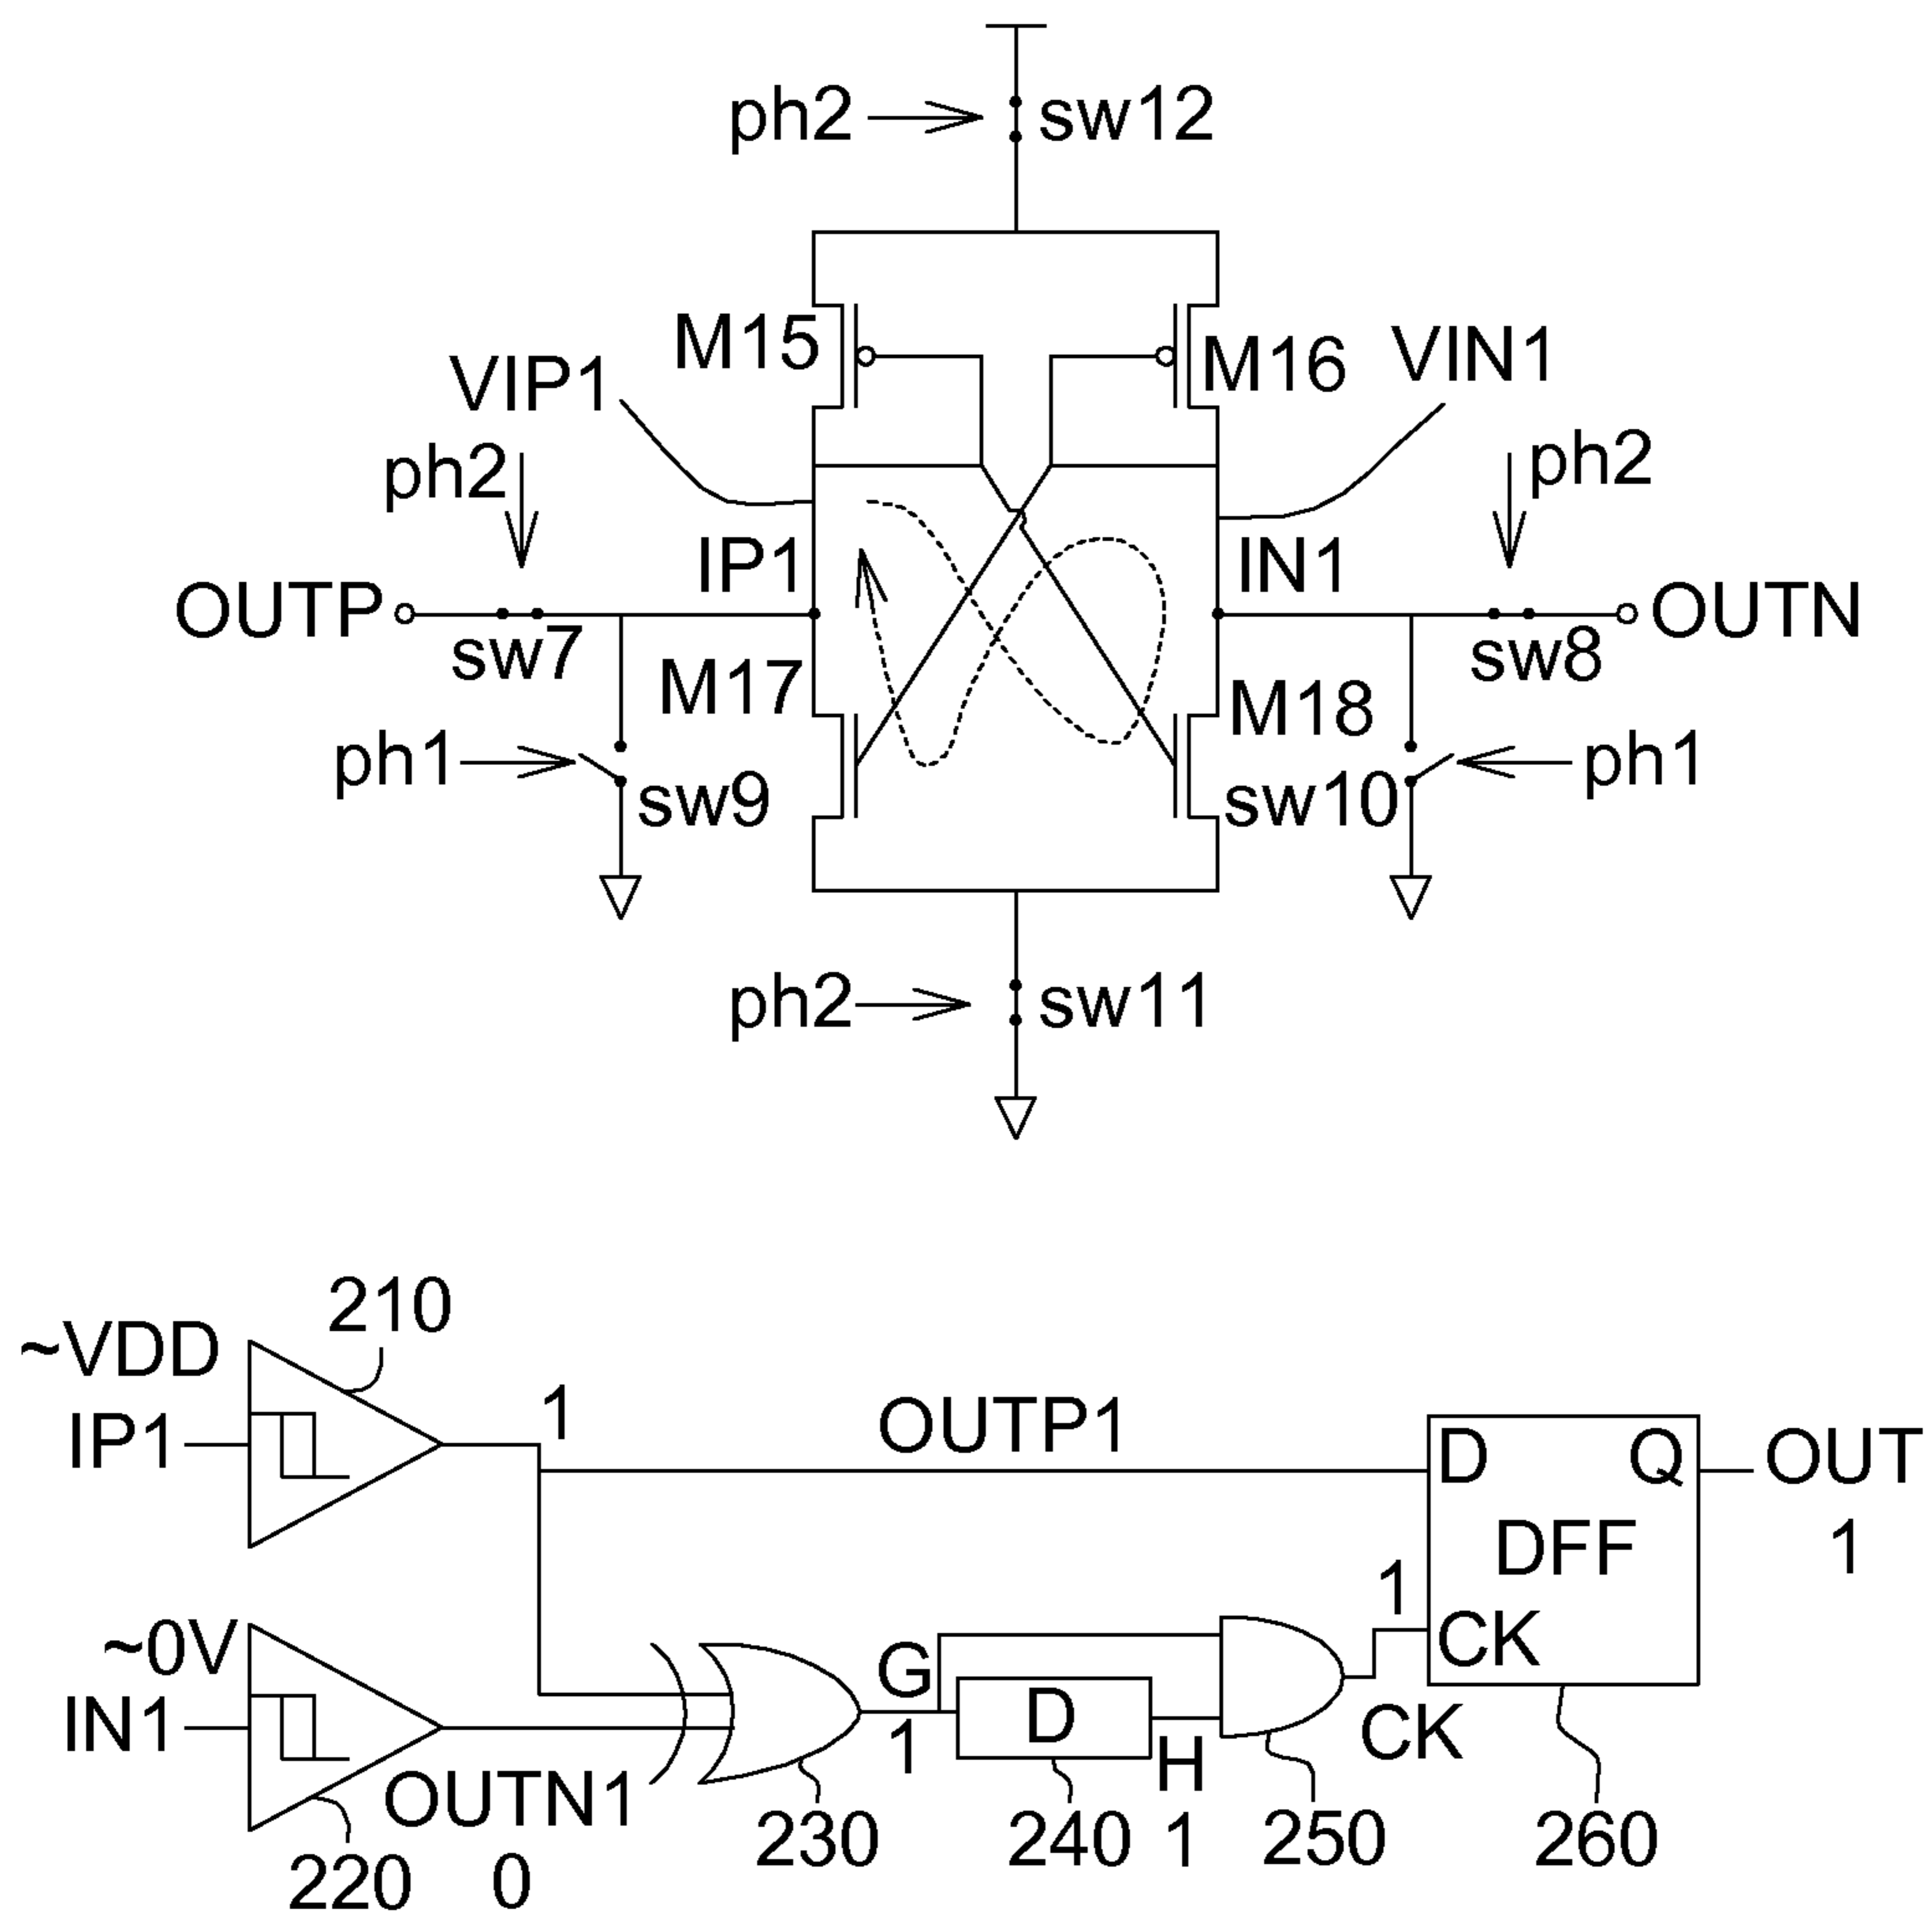 ph2 sw12
M15 M16
VIP1 VIN1
ph2 ph2
IP1 IN1
OUTP OUTN
sw7 sw8
M17 M18
ph1 ph1
sw9 sw10
ph2 sw11
210
~VDD
IP1 1 OUTP1 D Q OUT
DFF 1
1
~0V G CK
IN1 1 D H CK
OUTN1 230 240 1 250 260
220 0